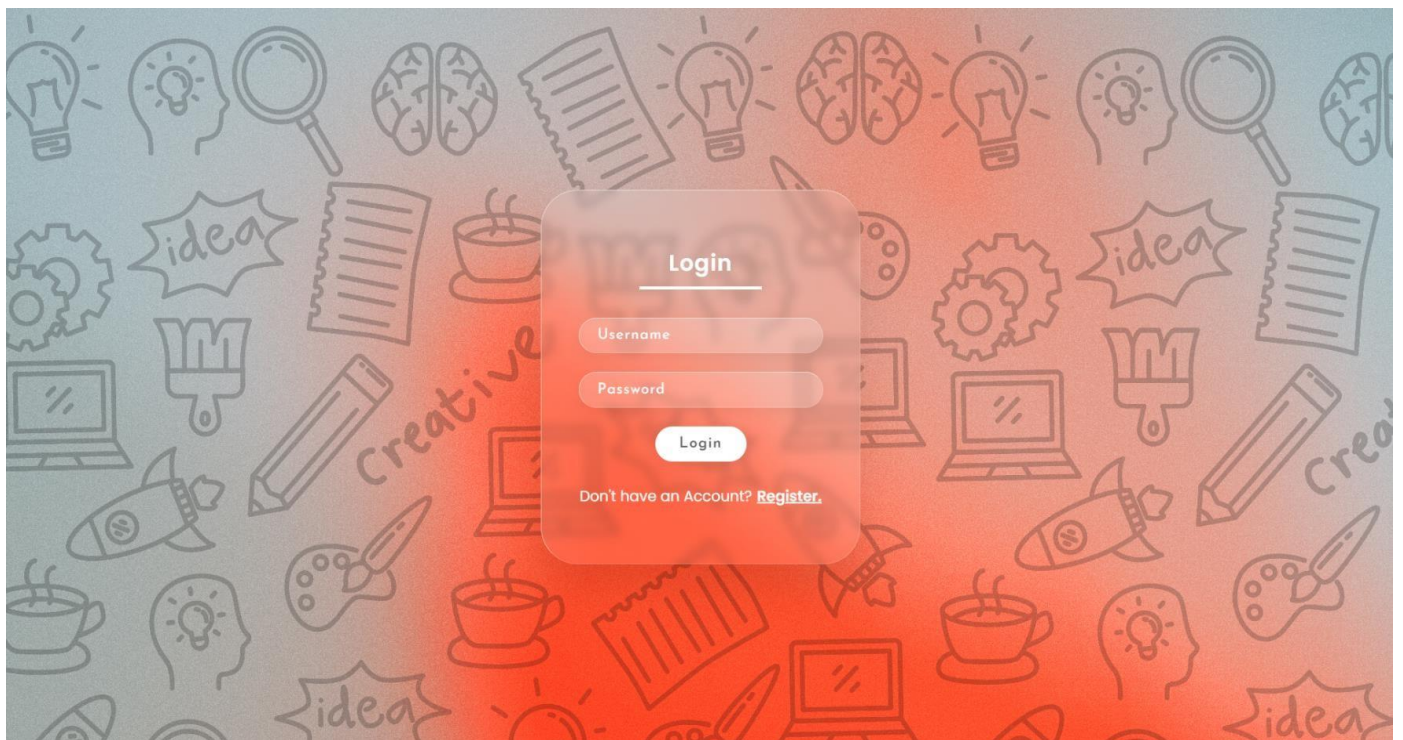 idea
idea
Login
Username
Creative
Password
Login
Crea
Don't have an Account? Register.
idea
idea